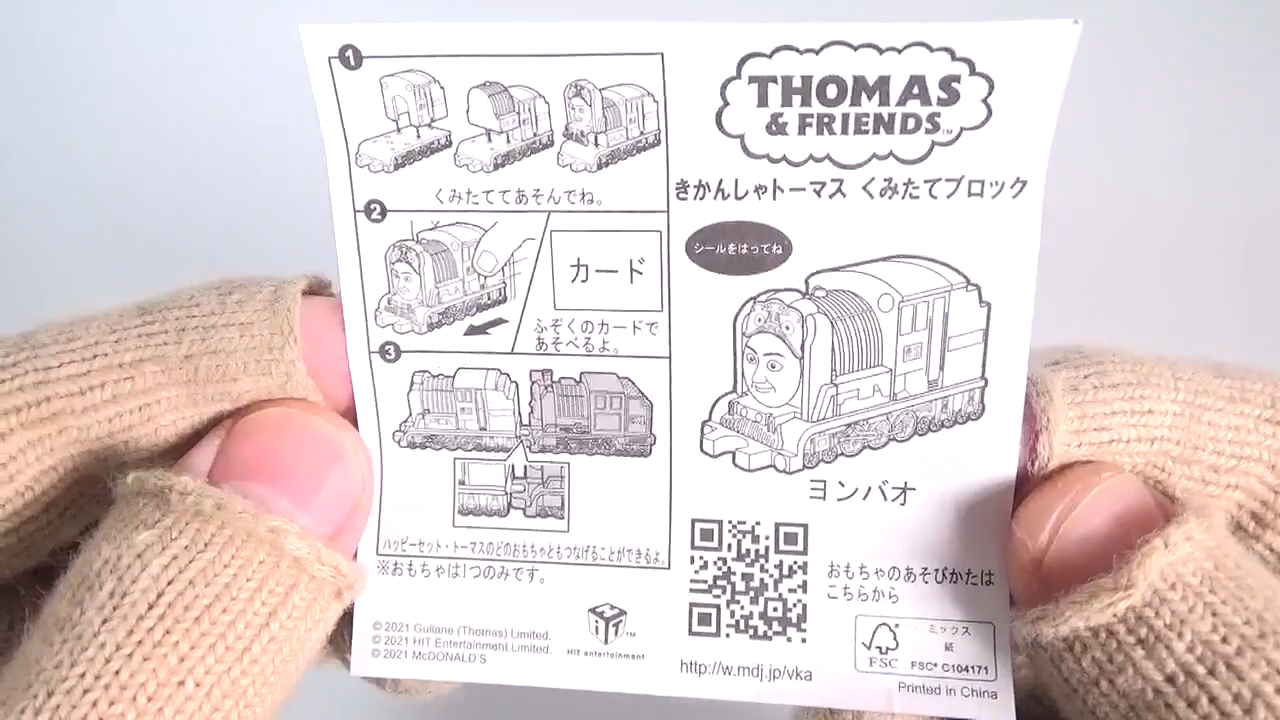 1
くみたててあそんでね。
2
カード
ふぞくのカードで
あそべるよ。
3
ハッピーセット・トーマスのどのおもちゃともつなげることができるよ。
※おもちゃは1つのみです。
© 2021 Gullane (Thomas) Limited.
© 2021 HIT Entertainment Limited.
© 2021 McDONALD'S
HiT™
HIT entertainment
THOMAS
& FRIENDS™
きかんしゃトーマス くみたてブロック
シールをはってね
ヨンバオ
おもちゃのあそびかたは
こちらから
http://w.mdj.jp/vka
FSC®
ミックス
紙
FSC® C104171
Printed in China